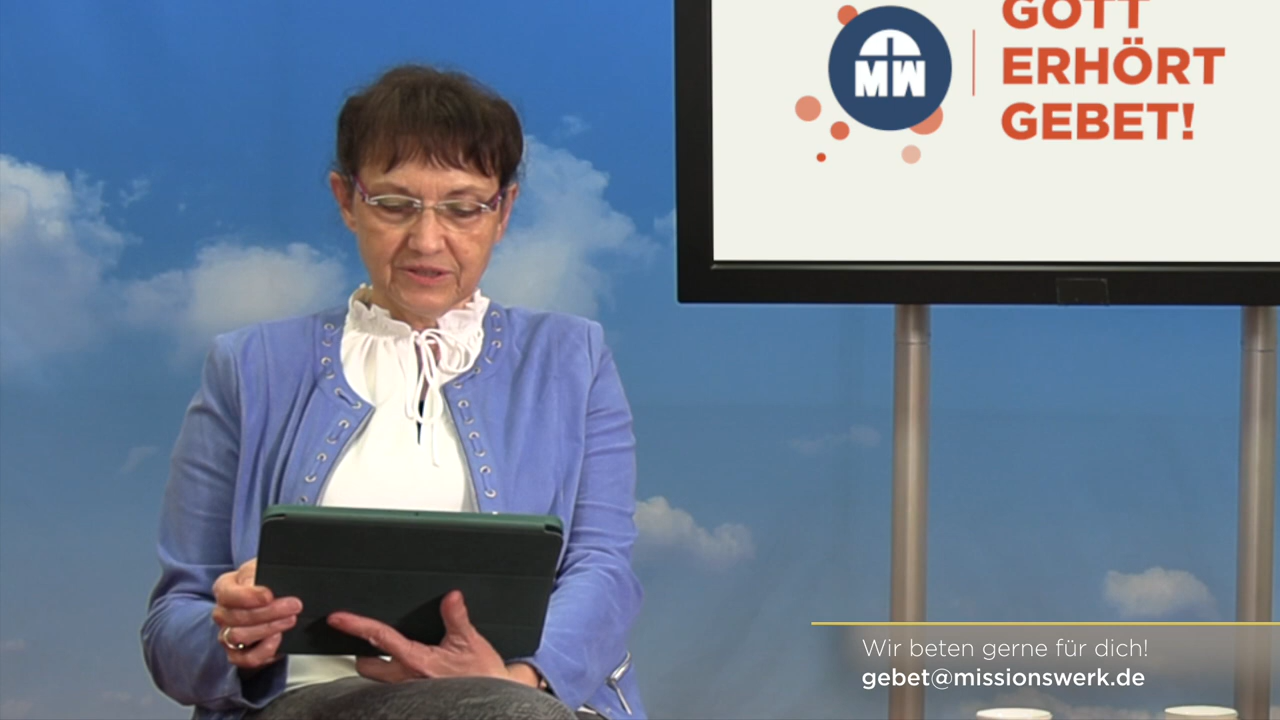 GOTT
ERHÖRT
GEBET!
MW
Wir beten gerne für dich!
gebet@missionswerk.de